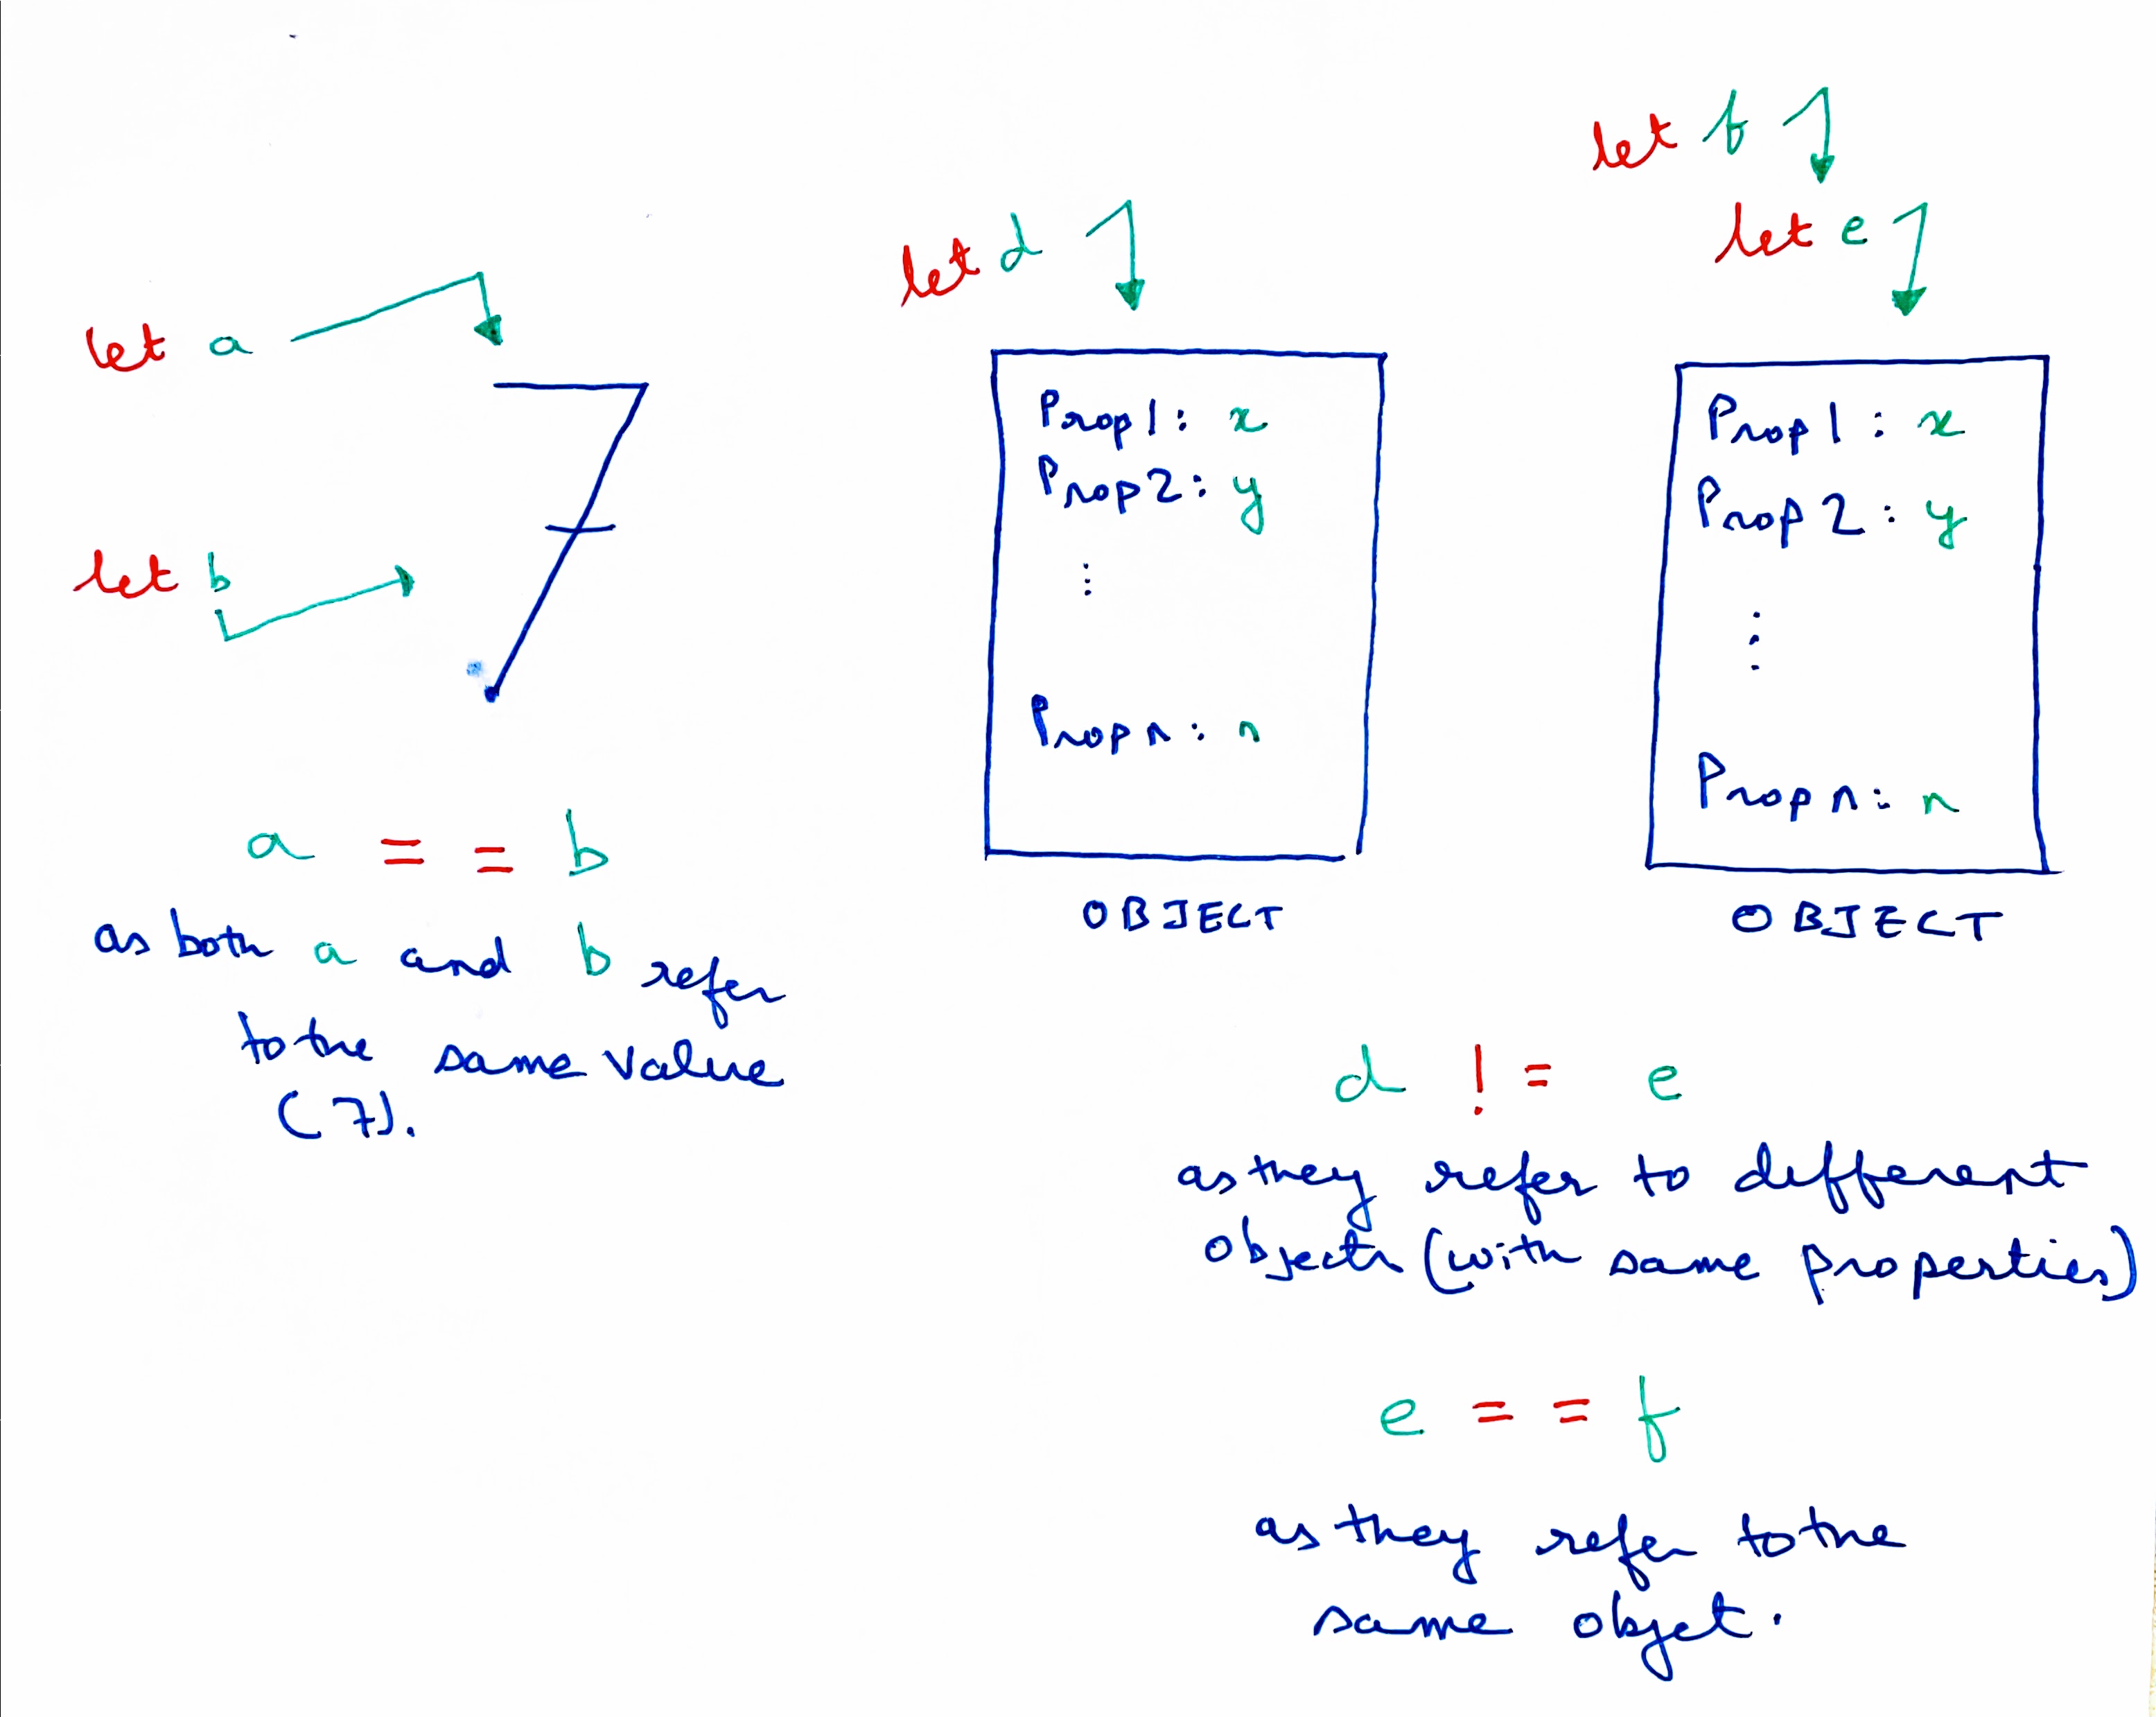 let a
7
let b
a = = b
as both a and b refer
to the same value
(7).
let d
Prop1: x
Prop2: y
⋮
Prop n: n
OBJECT
let f
let e
Prop1: x
Prop2: y
⋮
Prop n: n
OBJECT
d != e
as they refer to different
objects (with same properties)
e = = f
as they refer to the
same objet.